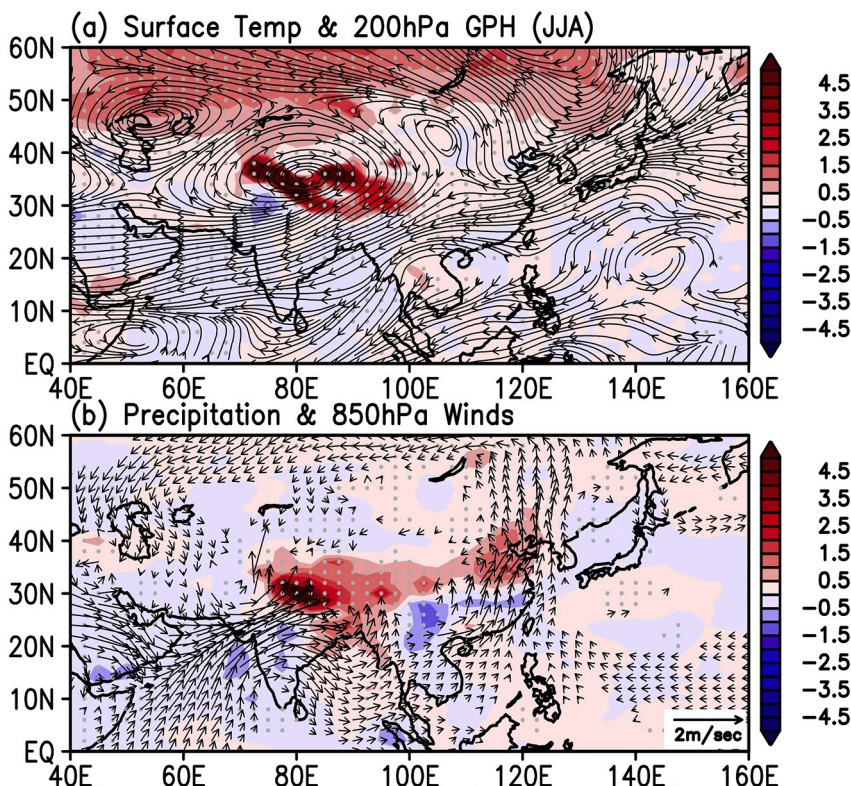 (a) Surface Temp & 200hPa GPH (JJA)
60N
50N
40N
30N
20N
10N
EQ
40E 60E 80E 100E 120E 140E 160E
4.5
3.5
2.5
1.5
0.5
−0.5
−1.5
−2.5
−3.5
−4.5
(b) Precipitation & 850hPa Winds
60N
50N
40N
30N
20N
10N
EQ
40E 60E 80E 100E 120E 140E 160E
2m/sec
4.5
3.5
2.5
1.5
0.5
−0.5
−1.5
−2.5
−3.5
−4.5